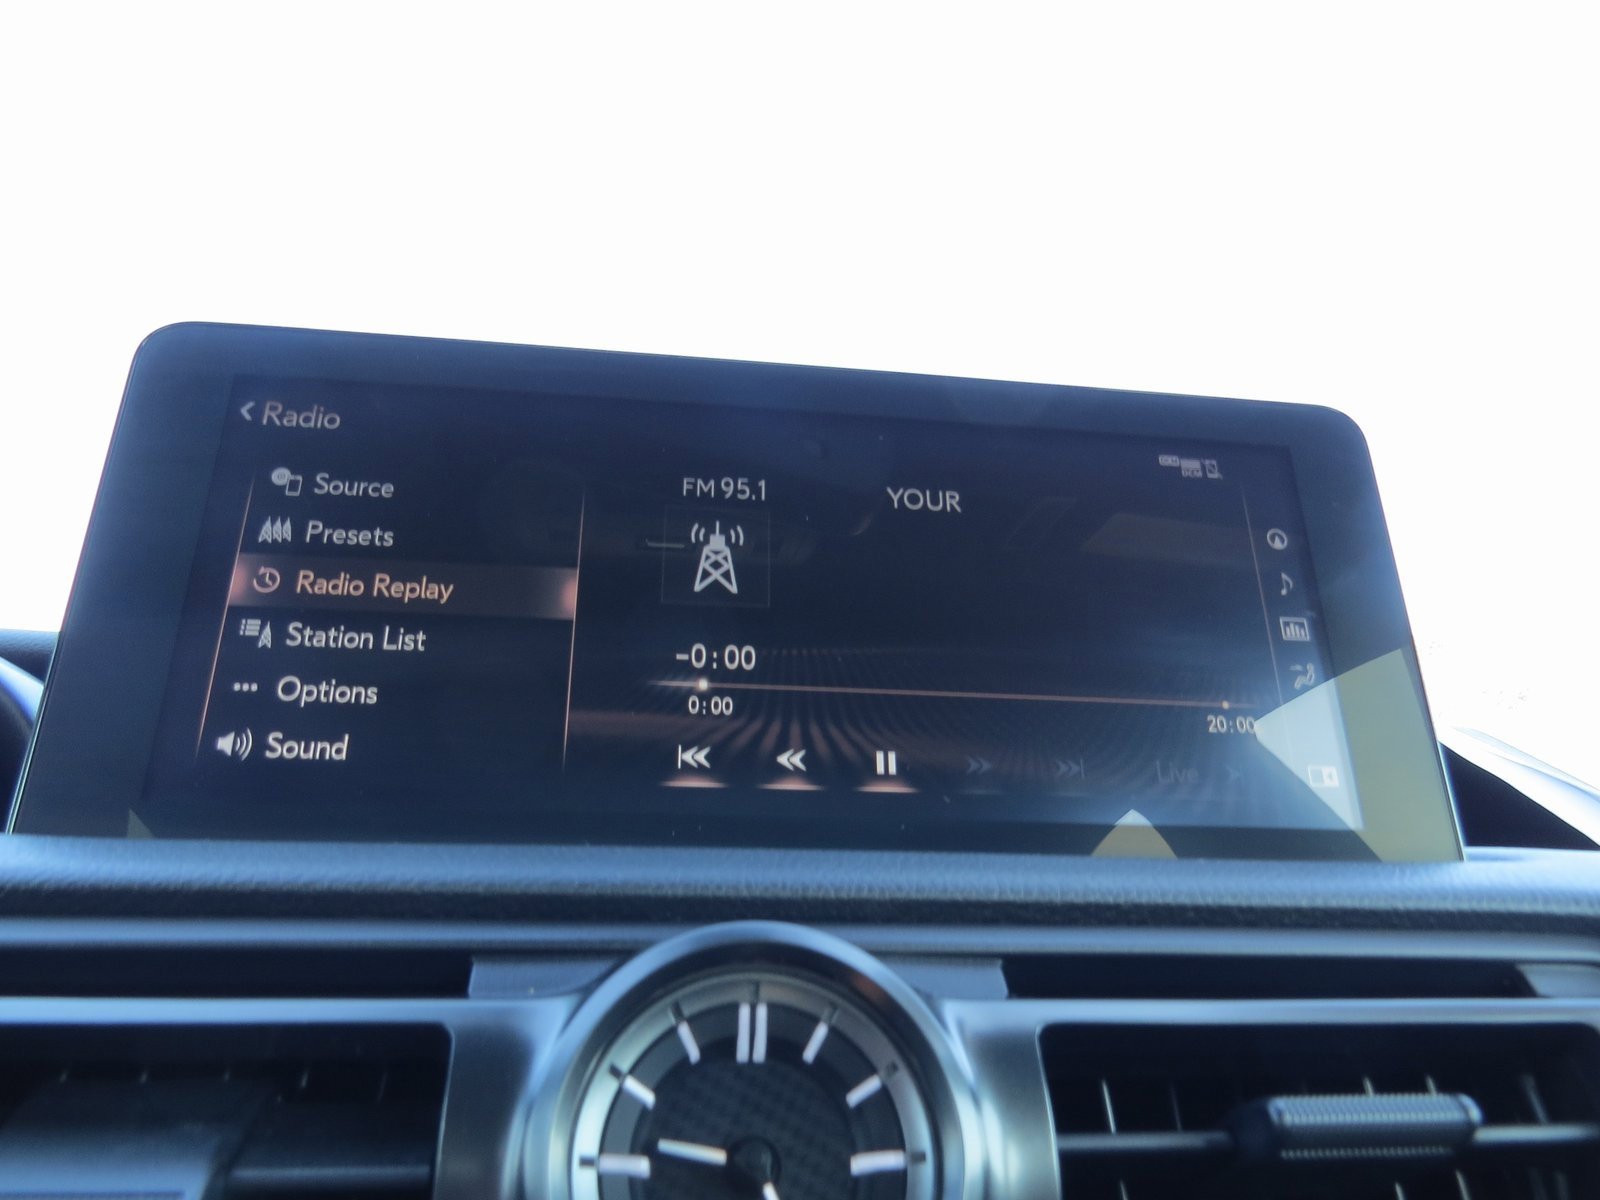 Radio
Source
Presets
Radio Replay
Station List
Options
Sound
FM 95.1
YOUR
-0:00
0:00
20:00
Live
DCM